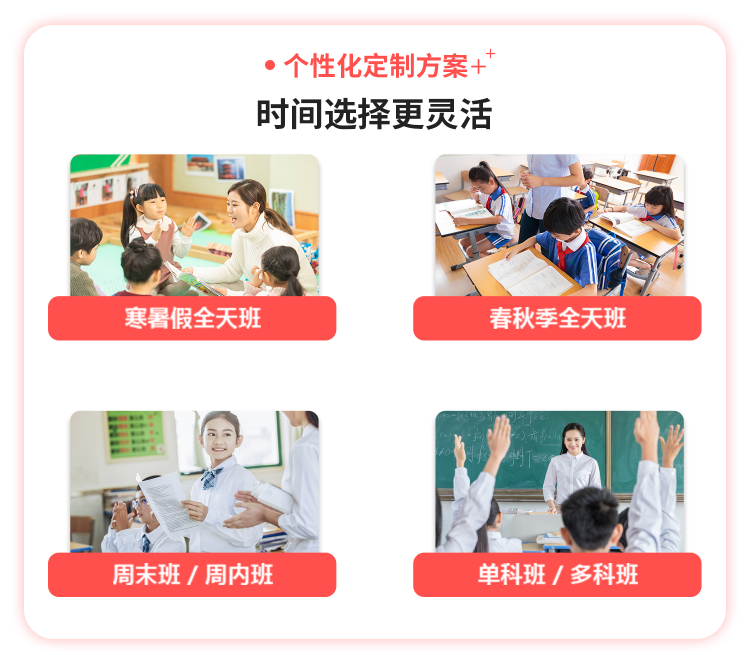 个性化定制方案++
时间选择更灵活
寒暑假全天班
春秋季全天班
周末班 / 周内班
单科班 / 多科班